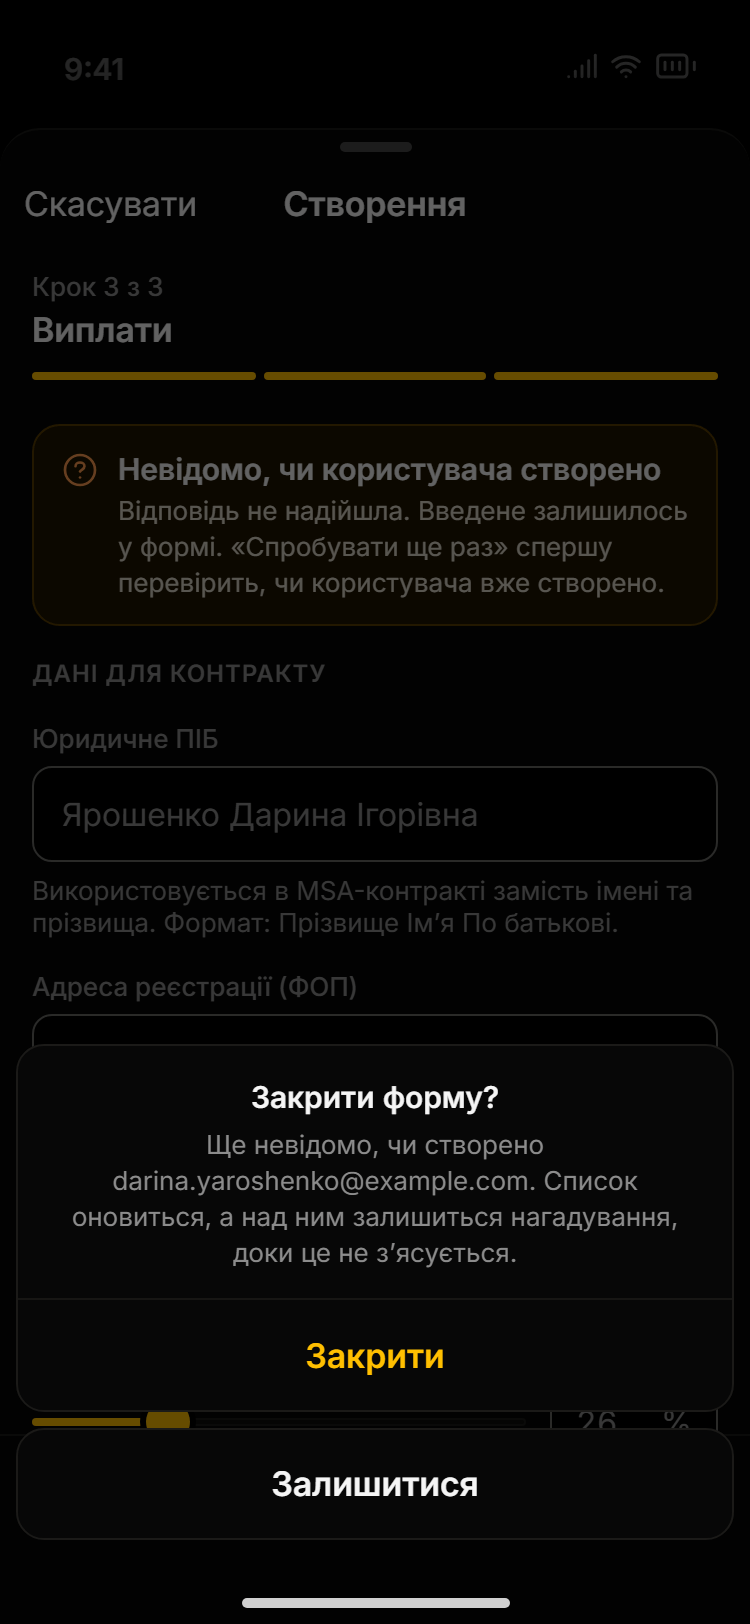 9:41
Скасувати
Створення
Крок 3 з 3
Виплати
Невідомо, чи користувача створено
Відповідь не надійшла. Введене залишилось
у формі. «Спробувати ще раз» спершу
перевірить, чи користувача вже створено.
ДАНІ ДЛЯ КОНТРАКТУ
Юридичне ПІБ
Ярошенко Дарина Ігорівна
Використовується в MSA-контракті замість імені та
прізвища. Формат: Прізвище Ім’я По батькові.
Адреса реєстрації (ФОП)
Закрити форму?
Ще невідомо, чи створено
darina.yaroshenko@example.com. Список
оновиться, а над ним залишиться нагадування,
доки це не з’ясується.
Закрити
26 %
Залишитися